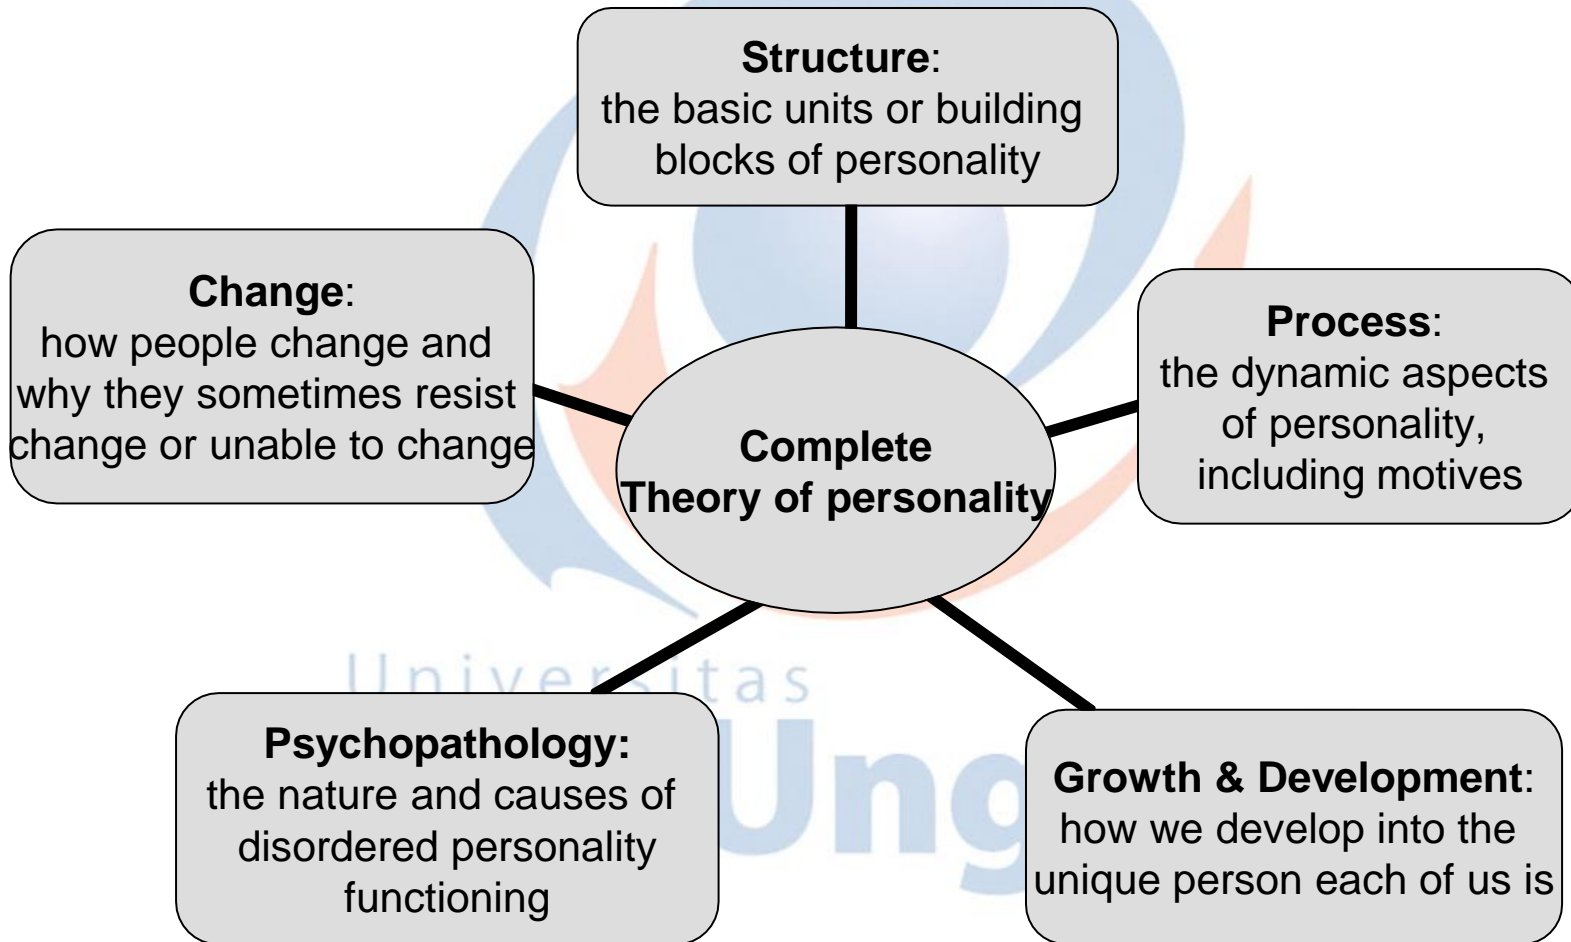 Structure:
the basic units or building
blocks of personality
Change:
how people change and
why they sometimes resist
change or unable to change
Process:
the dynamic aspects
of personality,
including motives
Complete
Theory of personality
Universitas
Ung
Psychopathology:
the nature and causes of
disordered personality
functioning
Growth & Development:
how we develop into the
unique person each of us is